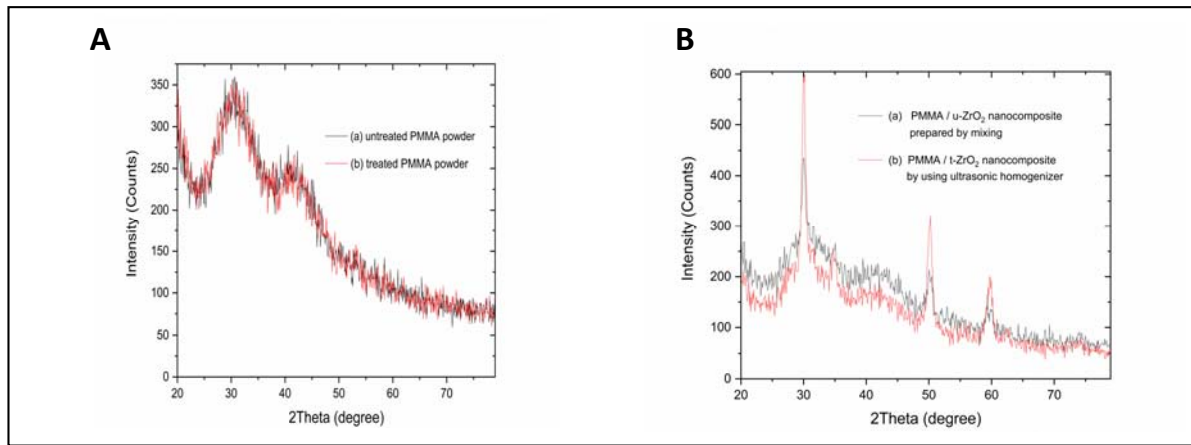 A
Intensity (Counts)
350
300
250
200
150
100
50
0
(a) untreated PMMA powder
(b) treated PMMA powder
20 30 40 50 60 70
2Theta (degree)
B
Intensity (Counts)
600
500
400
300
200
100
0
(a) PMMA / u-ZrO₂ nanocomposite
prepared by mixing
(b) PMMA / t-ZrO₂ nanocomposite
by using ultrasonic homogenizer
20 30 40 50 60 70
2Theta (degree)